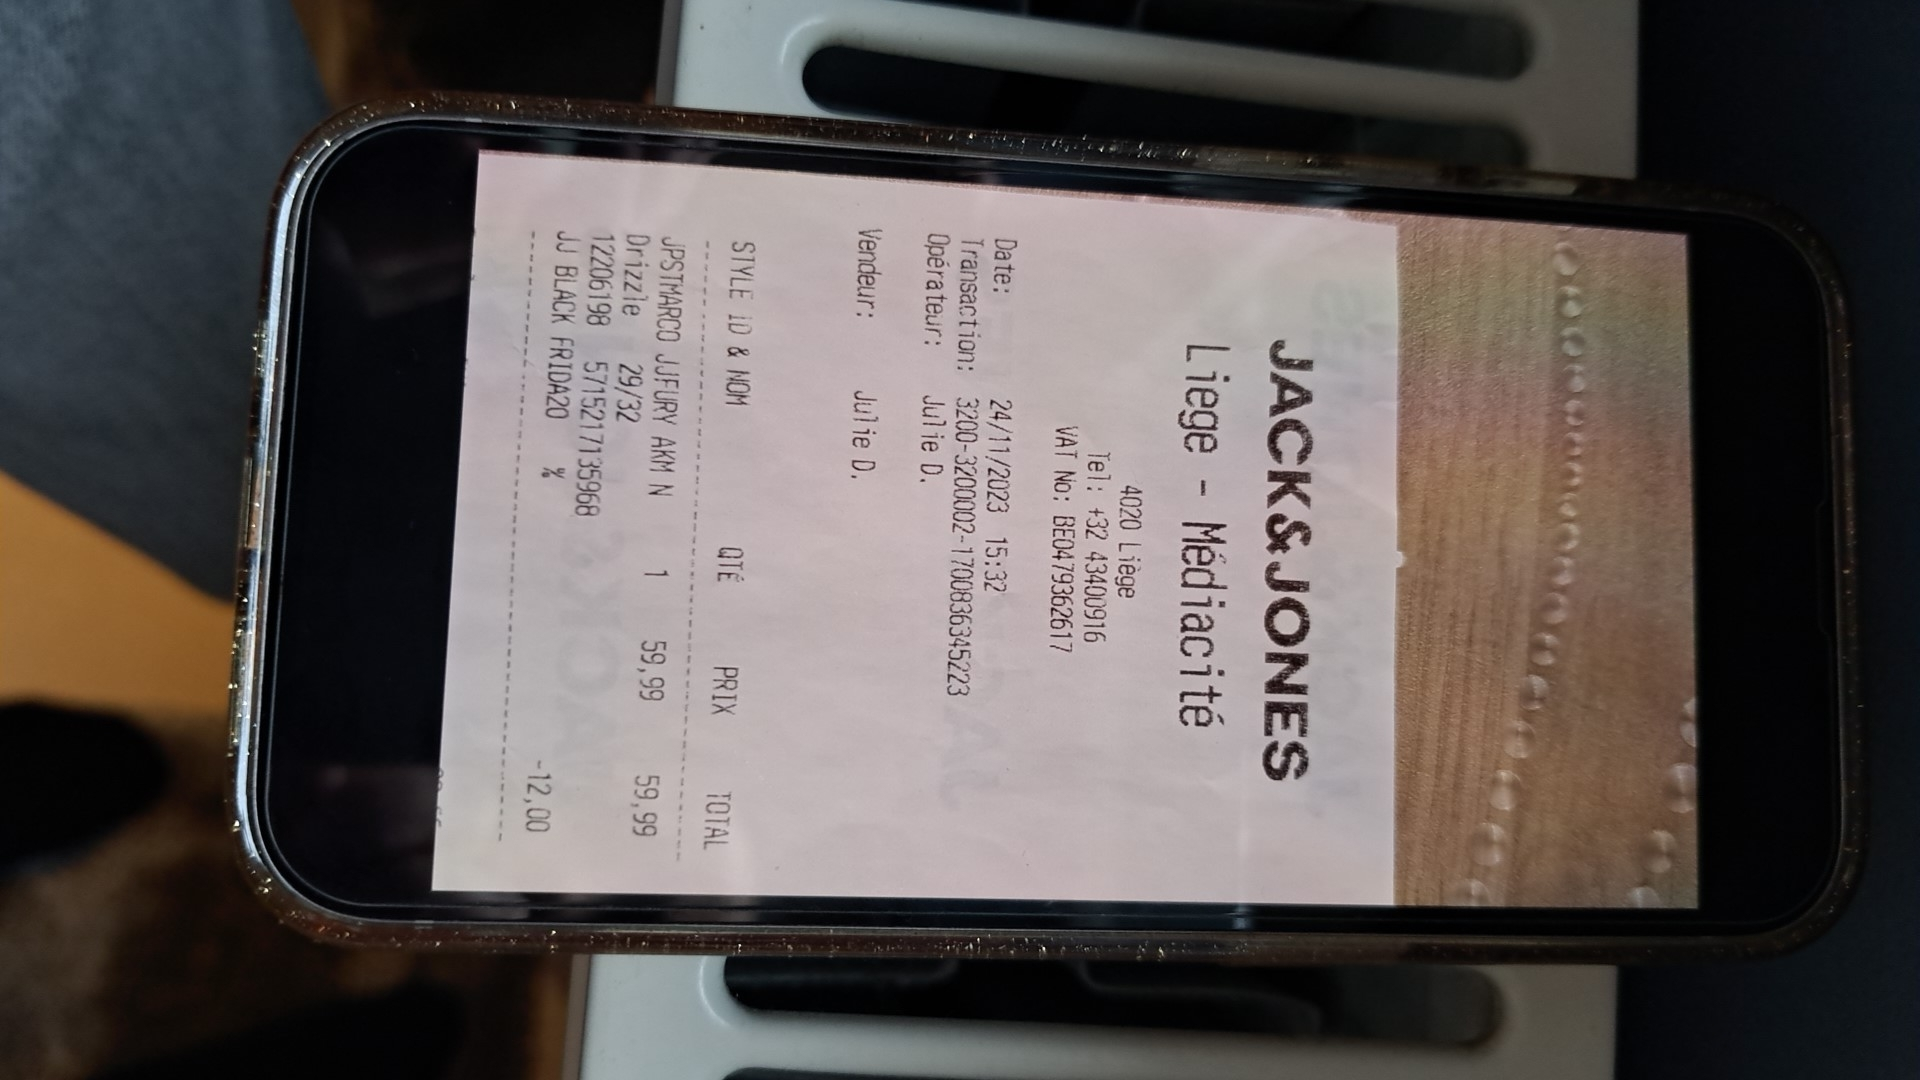 JACK&JONES
Liege - Médiacité
4020 Liège
Tel: +32 43400916
VAT No: BE0479362617
Date: 24/11/2023 15:32
Transaction: 3200-3200002-1700836345223
Opérateur: Julie D.
Vendeur: Julie D.
STYLE ID & NOM QTÉ PRIX TOTAL
JPSTMARCO JJFURY AKM N 1 59,99 59,99
Drizzle 29/32
12206198 5715217135968
JJ BLACK FRIDA20 % -12,00